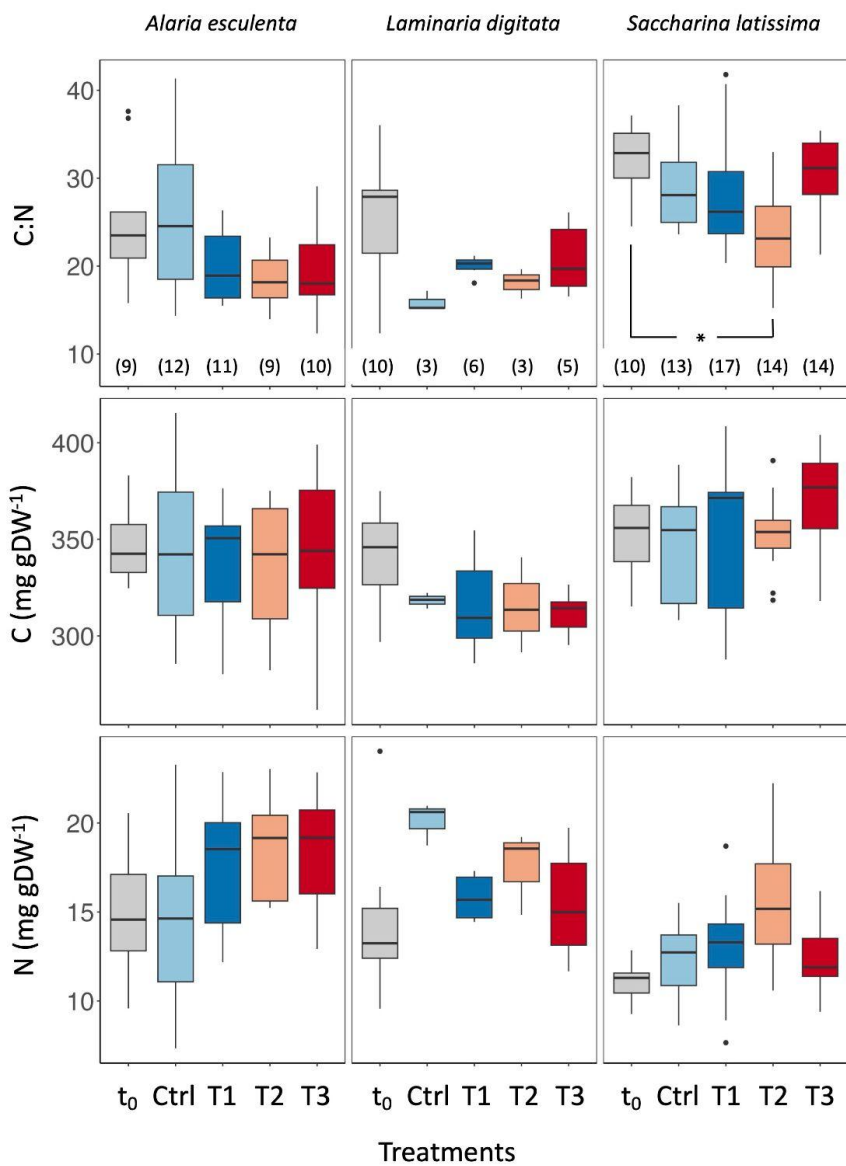 Alaria esculenta Laminaria digitata Saccharina latissima
C:N
40
30
20
10
*
(9) (12) (11) (9) (10) (10) (3) (6) (3) (5) (10) (13) (17) (14) (14)
C (mg gDW⁻¹)
400
350
300
N (mg gDW⁻¹)
20
15
10
t₀ Ctrl T1 T2 T3 t₀ Ctrl T1 T2 T3 t₀ Ctrl T1 T2 T3
Treatments